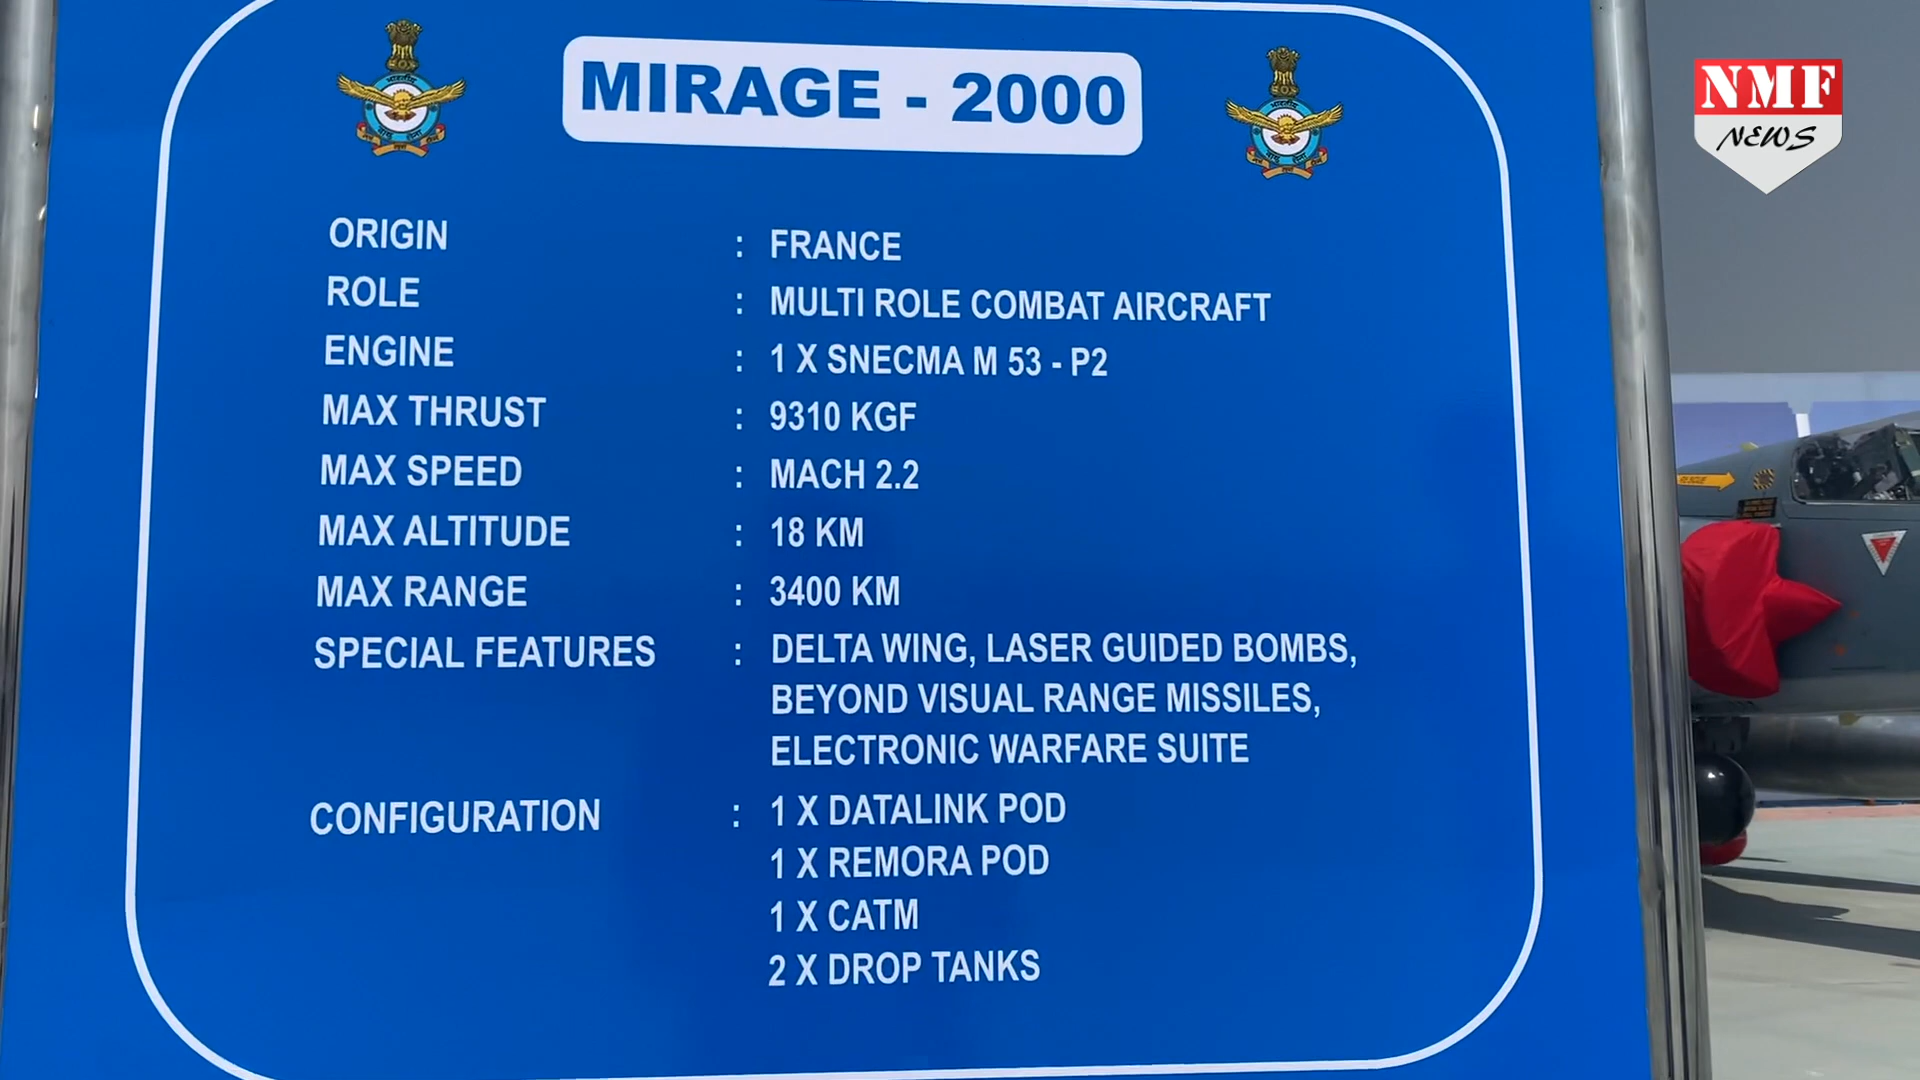 MIRAGE - 2000
NMF
NEWS
ORIGIN : FRANCE
ROLE : MULTI ROLE COMBAT AIRCRAFT
ENGINE : 1 X SNECMA M 53 - P2
MAX THRUST : 9310 KGF
MAX SPEED : MACH 2.2
MAX ALTITUDE : 18 KM
MAX RANGE : 3400 KM
SPECIAL FEATURES : DELTA WING, LASER GUIDED BOMBS,
BEYOND VISUAL RANGE MISSILES,
ELECTRONIC WARFARE SUITE
CONFIGURATION : 1 X DATALINK POD
1 X REMORA POD
1 X CATM
2 X DROP TANKS
RESCUE